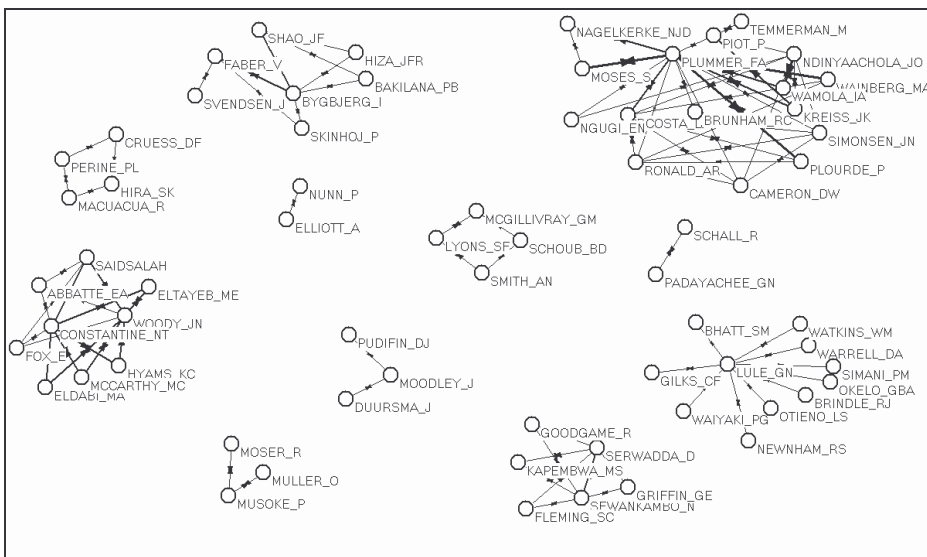 SHAO_JF
HIZA_JFR
FABER_V
BAKILANA_PB
SVENDSEN_J
BYGBJERG_I
SKINHOJ_P
NAGELKERKE_NJD
TEMMERMAN_M
PIOT_P
PLUMMER_FA
NDINYAACHOLA_JO
MOSES_S
WAINBERG_MA
WAMOLA_IA
KREISS_JK
NGUGI_EN
COSTA_L
BRUNHAM_RC
SIMONSEN_JN
RONALD_AR
PLOURDE_P
CAMERON_DW
CRUESS_DF
PERINE_PL
HIRA_SK
MACUACUA_R
NUNN_P
ELLIOTT_A
MCGILLIVRAY_GM
LYONS_SF
SCHOUB_BD
SMITH_AN
SCHALL_R
PADAYACHEE_GN
SAIDSALAH
ABBATTE_EA
ELTAYEB_ME
WOODY_JN
CONSTANTINE_NT
FOX_E
HYAMS_KC
MCCARTHY_MC
ELDABI_MA
PUDIFIN_DJ
MOODLEY_J
DUURSMA_J
BHATT_SM
WATKINS_WM
WARRELL_DA
LULE_GN
SIMANI_PM
GILKS_CF
OKELO_GBA
BRINDLE_RJ
WAIYAKI_PG
OTIENO_LS
NEWNHAM_RS
MOSER_R
MULLER_O
MUSOKE_P
GOODGAME_R
SERWADDA_D
KAPEMBWA_MS
GRIFFIN_GE
SEWANKAMBO_N
FLEMING_SC